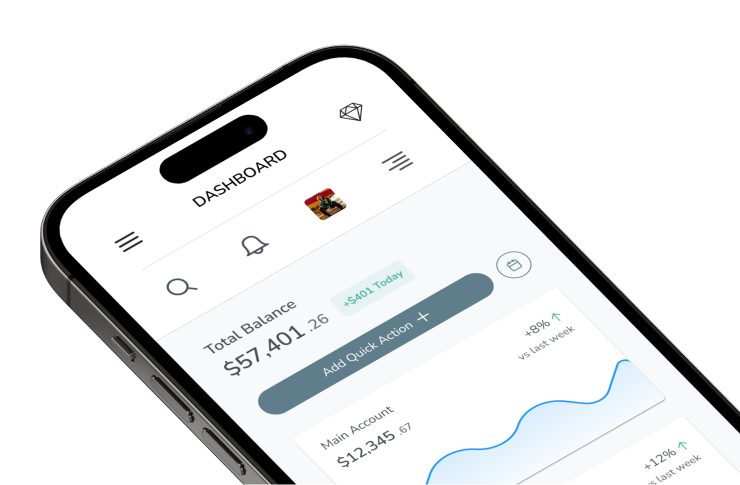 DASHBOARD
Total Balance
$57,401.26
+$401 Today
Add Quick Action +
Main Account
$12,345.67
+8% ↑
vs last week
+12% ↑
vs last week